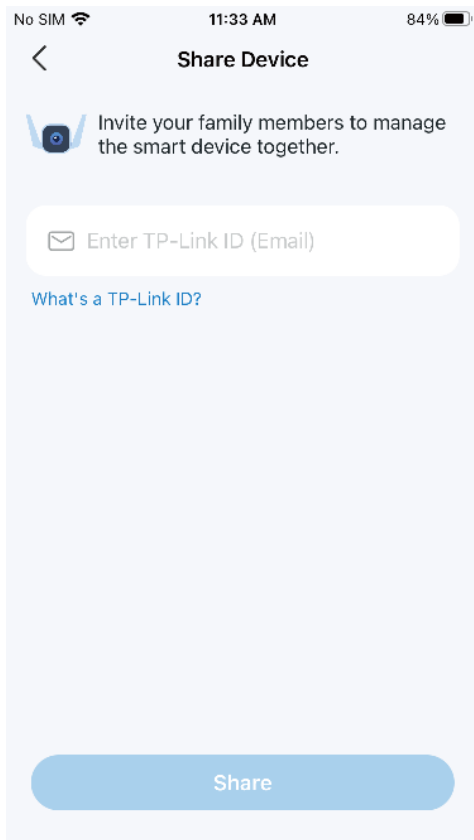 No SIM 11:33 AM 84%
Share Device
Invite your family members to manage
the smart device together.
Enter TP-Link ID (Email)
What's a TP-Link ID?
Share